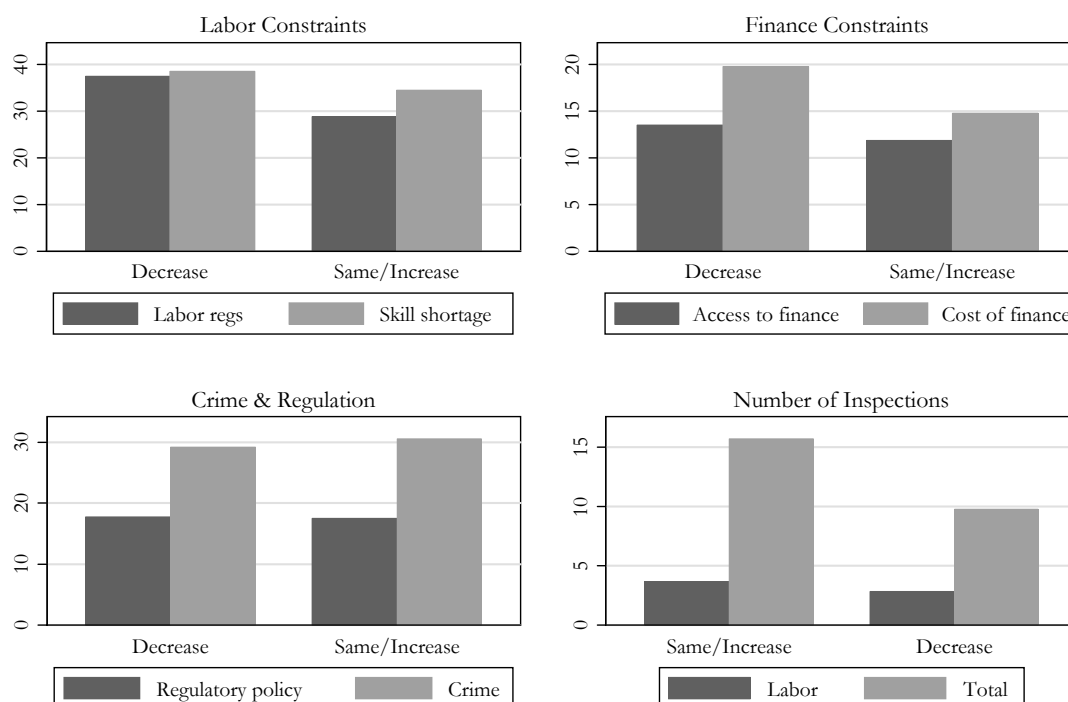 Labor Constraints
0 10 20 30 40
Decrease Same/Increase
Labor regs Skill shortage
Finance Constraints
0 5 10 15 20
Decrease Same/Increase
Access to finance Cost of finance
Crime & Regulation
0 10 20 30
Decrease Same/Increase
Regulatory policy Crime
Number of Inspections
0 5 10 15
Same/Increase Decrease
Labor Total